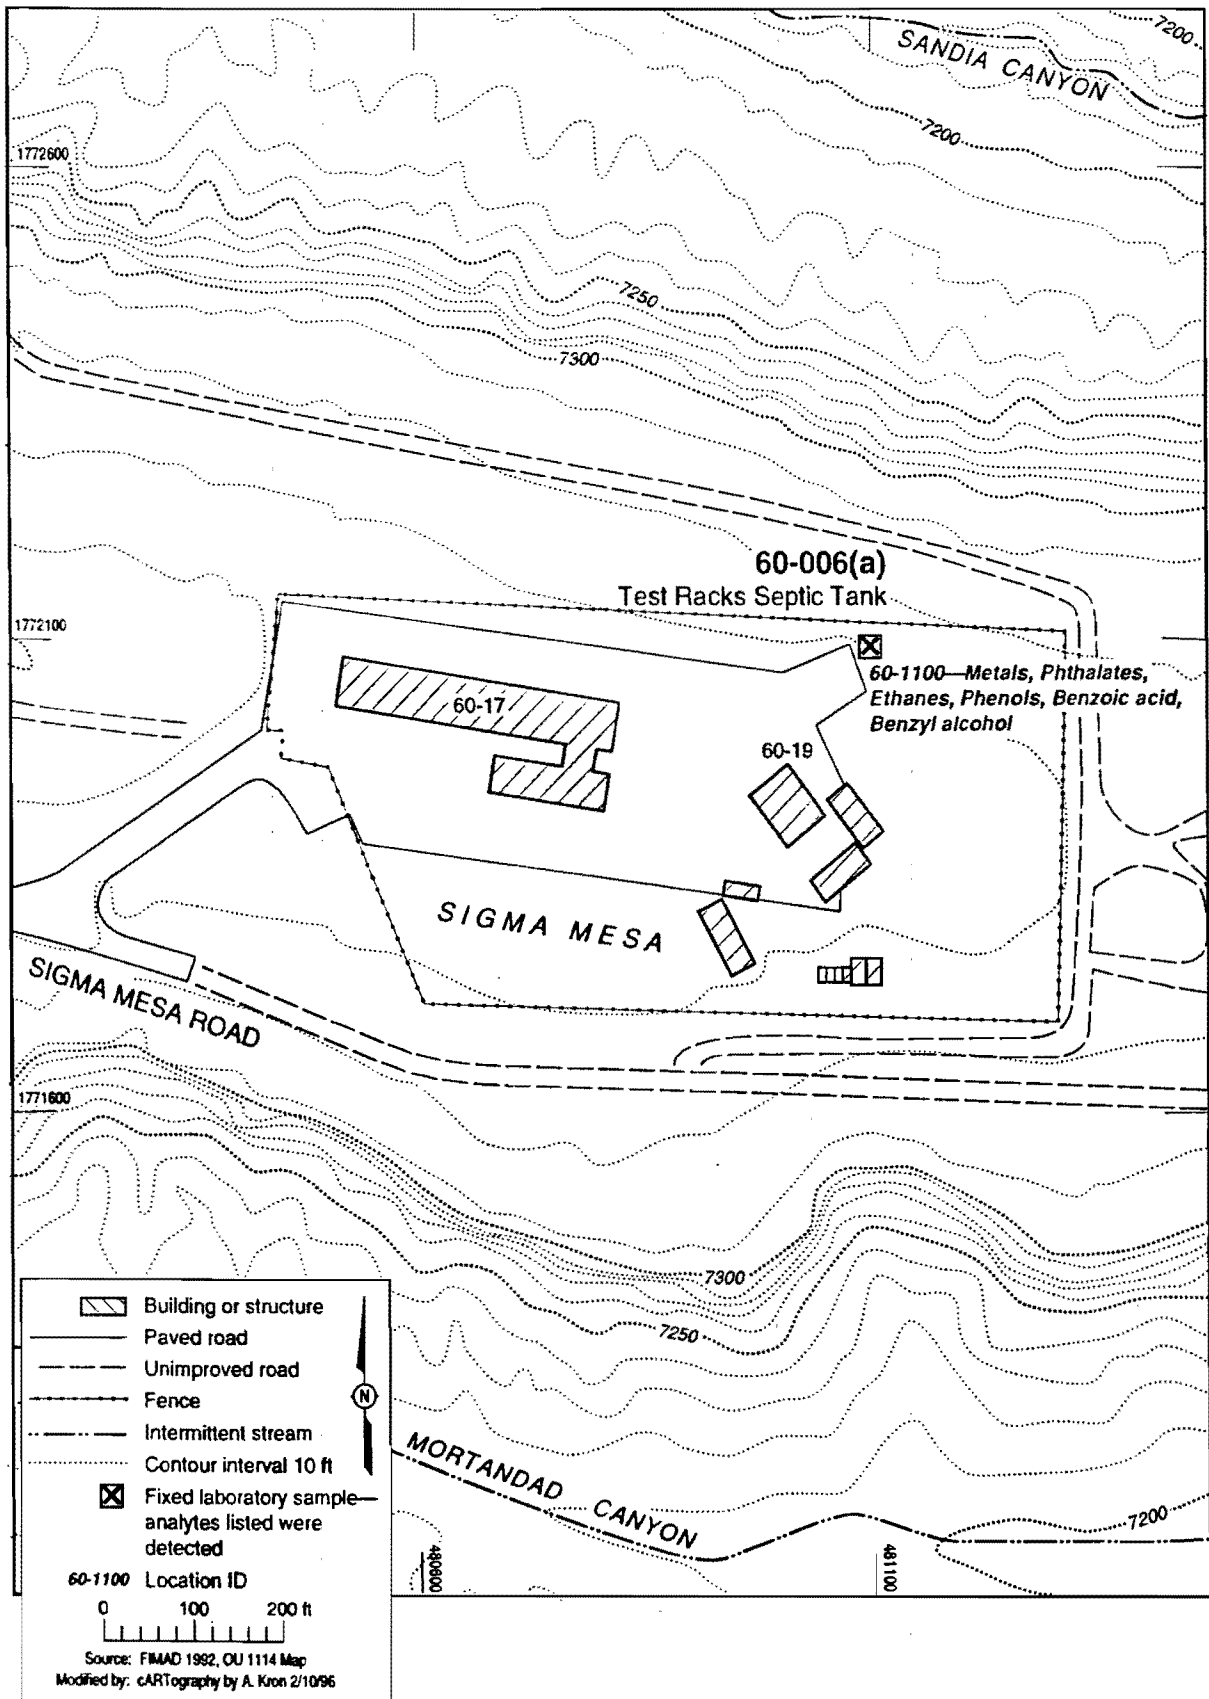 7200
SANDIA CANYON
7200
1772600
7250
7300
60-006(a)
Test Racks Septic Tank
1772100
60-1100—Metals, Phthalates,
Ethanes, Phenols, Benzoic acid,
Benzyl alcohol
60-17
60-19
SIGMA MESA
SIGMA MESA ROAD
1771600
7300
7250
Building or structure
Paved road
Unimproved road
Fence
N
Intermittent stream
Contour interval 10 ft
Fixed laboratory sample—
analytes listed were
detected
60-1100 Location ID
0 100 200 ft
Source: FIMAD 1992, OU 1114 Map
Modified by: cARTography by A. Kron 2/10/96
MORTANDAD CANYON
7200
480600
481100